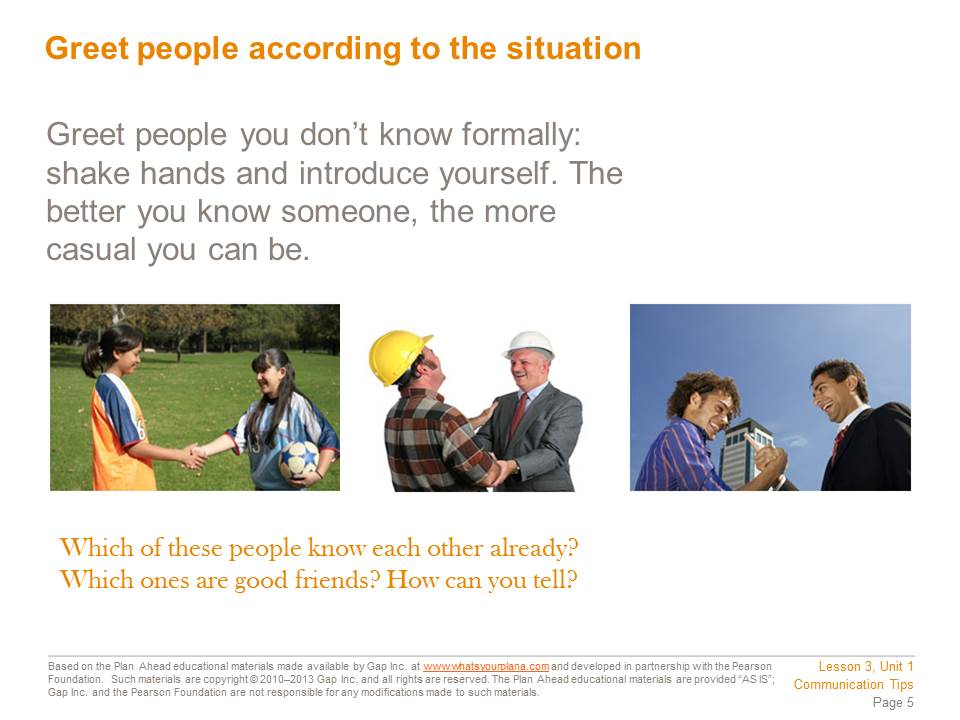 Greet people according to the situation
Greet people you don’t know formally:
shake hands and introduce yourself. The
better you know someone, the more
casual you can be.
Which of these people know each other already?
Which ones are good friends? How can you tell?
Based on the Plan Ahead educational materials made available by Gap Inc. at www.whatsyourplana.com and developed in partnership with the Pearson
Foundation. Such materials are copyright © 2010–2013 Gap Inc. and all rights are reserved. The Plan Ahead educational materials are provided “AS IS”;
Gap Inc. and the Pearson Foundation are not responsible for any modifications made to such materials.
Lesson 3, Unit 1
Communication Tips
Page 5